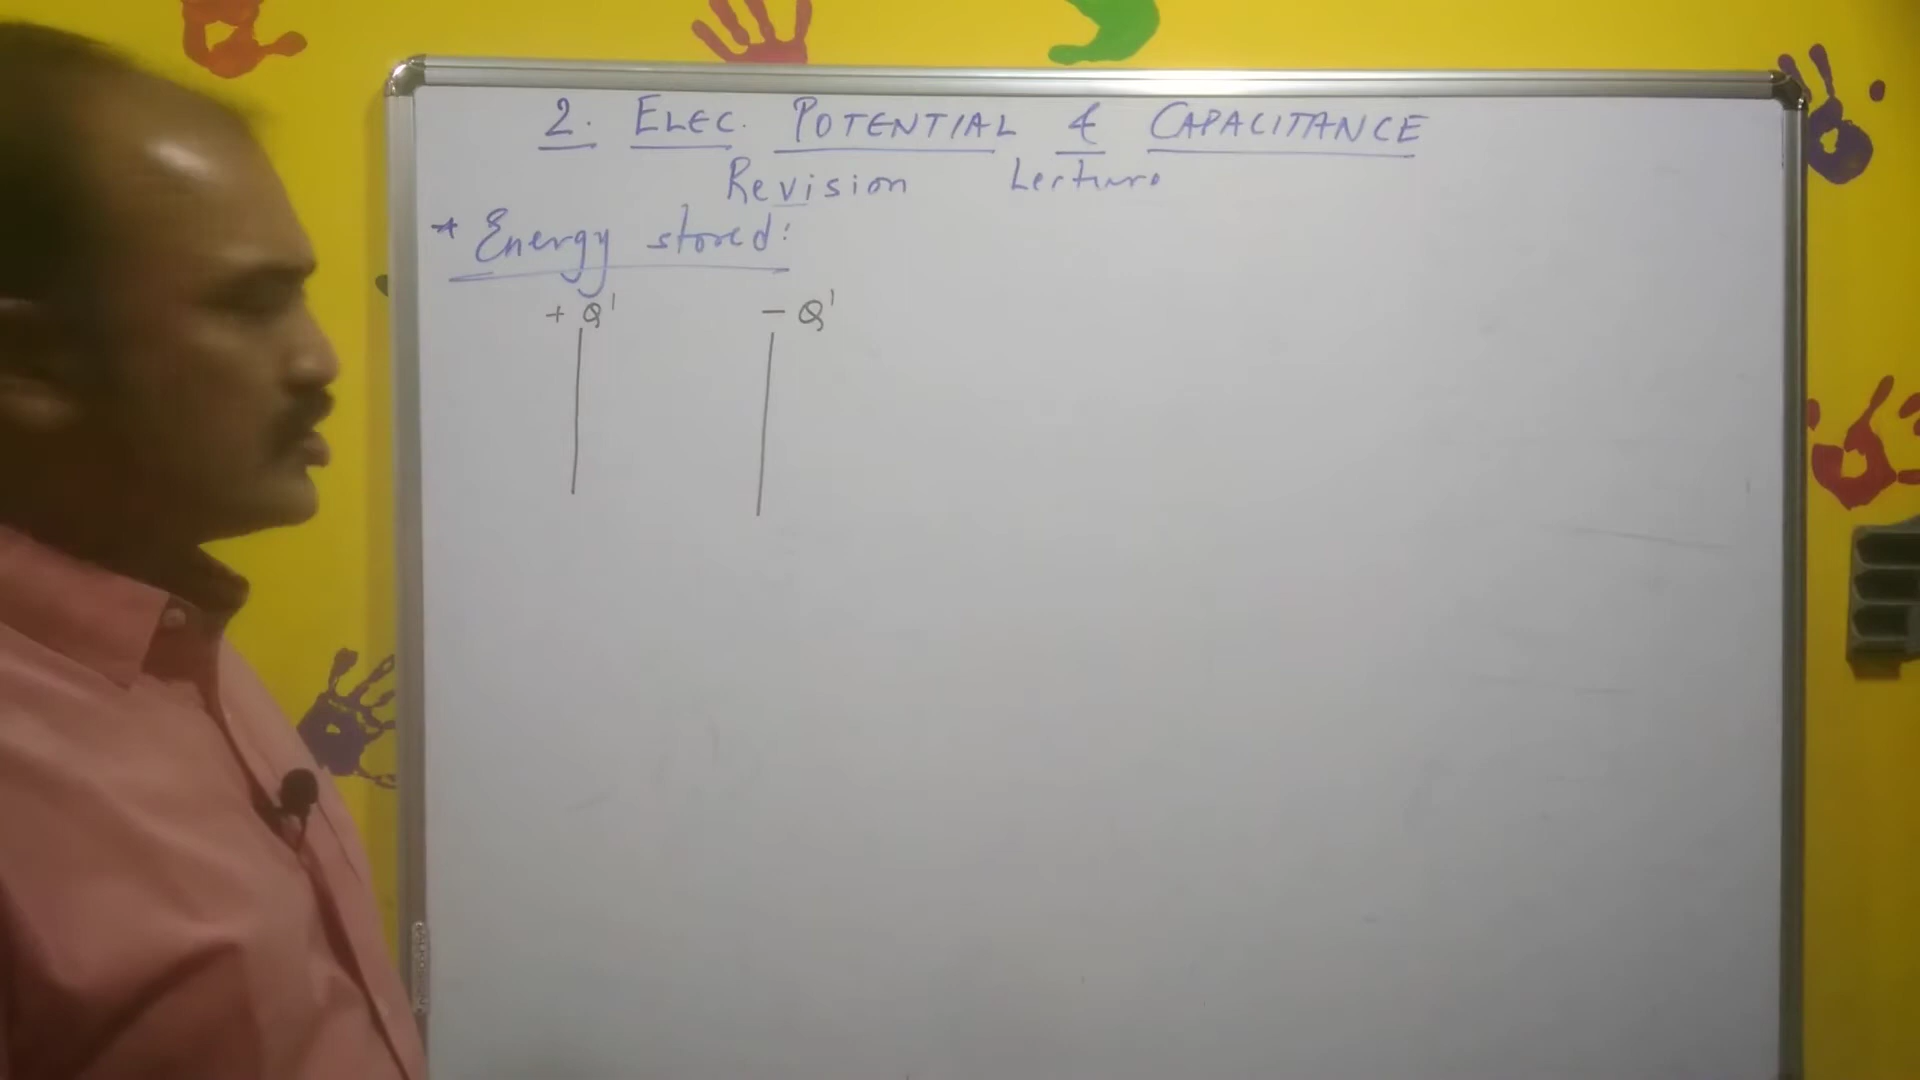 2. ELEC. POTENTIAL & CAPACITANCE
Revision Lecture
* Energy stored:
+ Q' - Q'